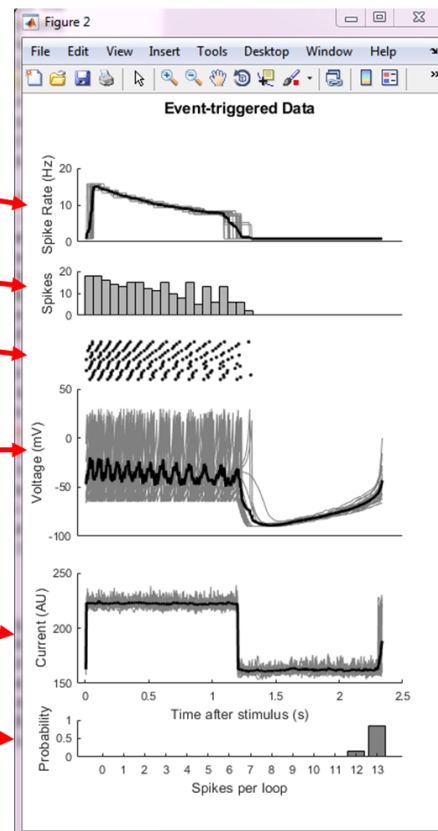 Figure 2
File Edit View Insert Tools Desktop Window Help
Event-triggered Data
Spike Rate (Hz)
20
10
0
Spikes
20
10
0
Voltage (mV)
50
0
-50
-100
Current (AU)
250
200
150
0 0.5 1 1.5 2 2.5
Time after stimulus (s)
Probability
1
0.5
0
0 1 2 3 4 5 6 7 8 9 10 11 12 13
Spikes per loop